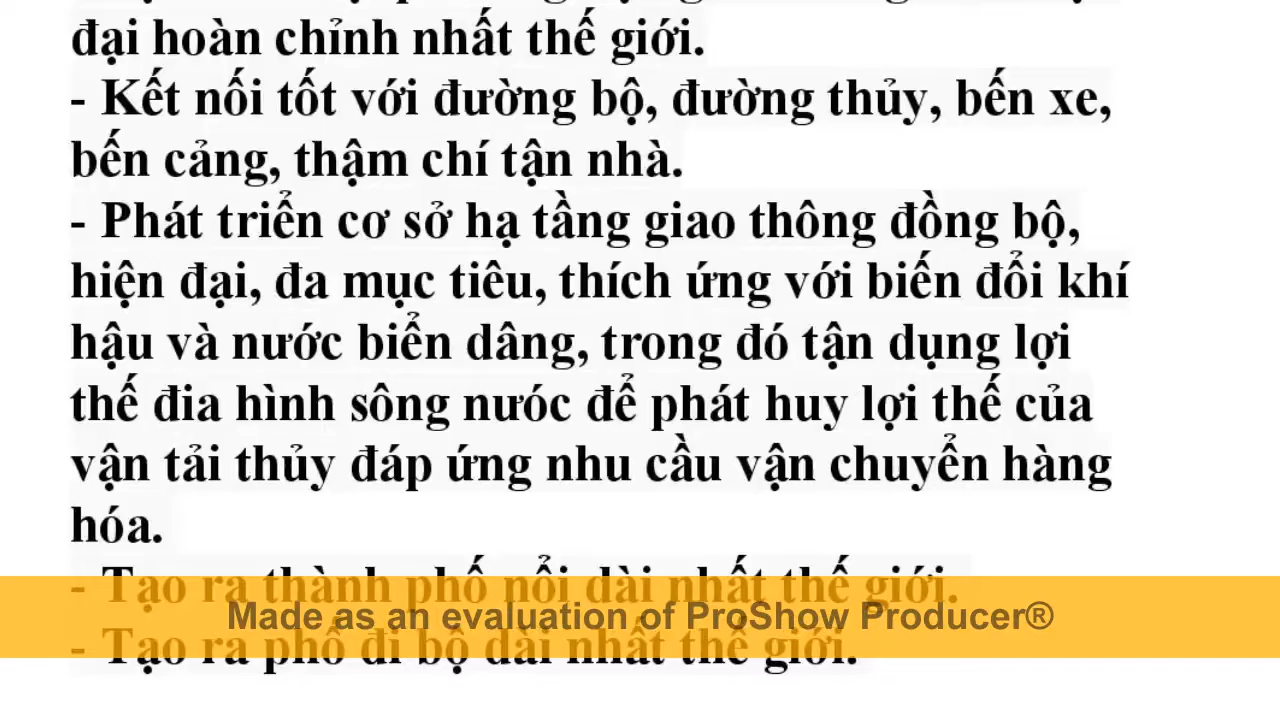 đại hoàn chỉnh nhất thế giới.
- Kết nối tốt với đường bộ, đường thủy, bến xe,
bến cảng, thậm chí tận nhà.
- Phát triển cơ sở hạ tầng giao thông đồng bộ,
hiện đại, đa mục tiêu, thích ứng với biến đổi khí
hậu và nước biển dâng, trong đó tận dụng lợi
thế đia hình sông nưóc để phát huy lợi thế của
vận tải thủy đáp ứng nhu cầu vận chuyển hàng
hóa.
- Tạo ra thành phố nổi dài nhất thế giới.
Made as an evaluation of ProShow Producer®
- Tạo ra phố đi bộ dài nhất thế giới.